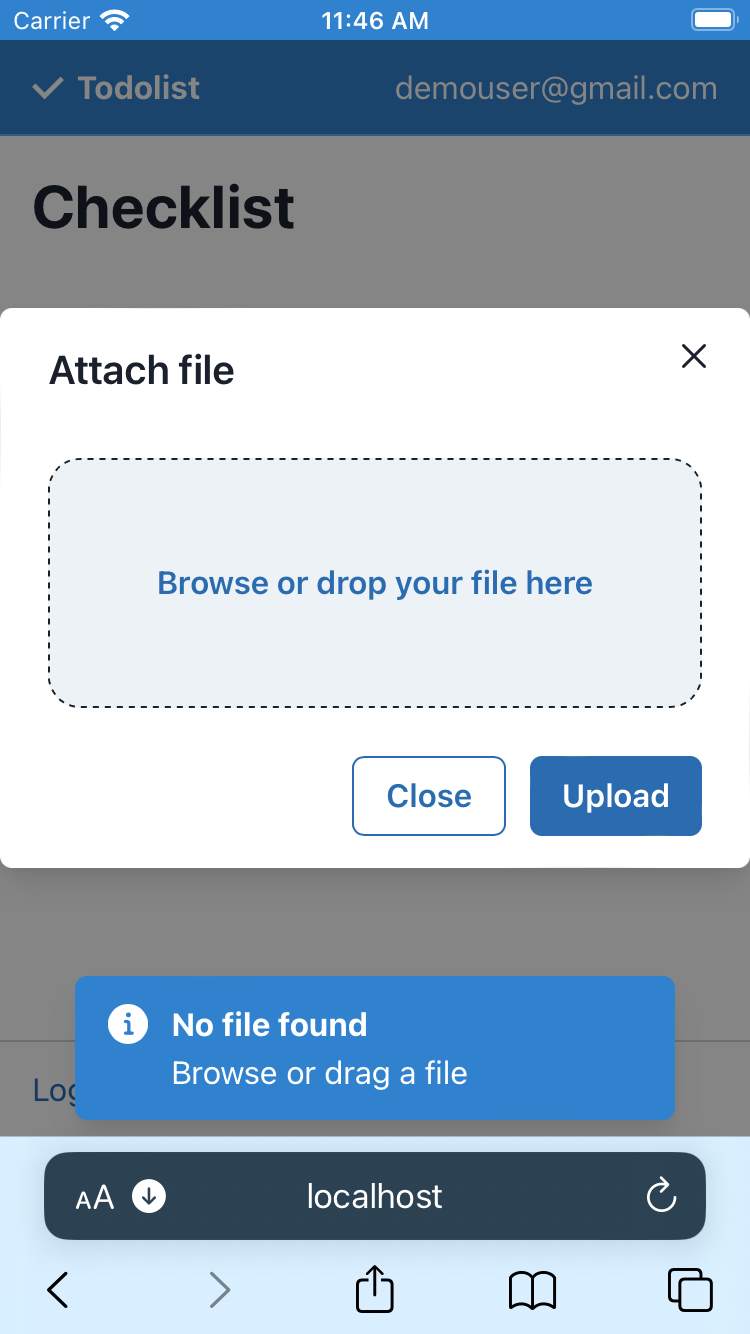 Carrier 11:46 AM
Todolist demouser@gmail.com
Checklist
Attach file
Browse or drop your file here
Close Upload
No file found
Browse or drag a file
AA localhost